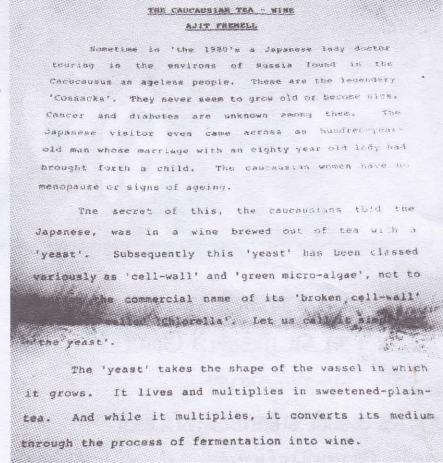 THE CAUCAUSIAN TEA - WINE
AJIT FREMELL
Sometime in 'the 1980's a Japanese lady doctor
touring in the environs of Russia found in the
Cacucausus an ageless people. These are the legendery
'Cossacks'. They never seem to grow old or become sick.
Cancer and diabotes are unknown among them. The
Japanese visitor even came across an hundred-year-
old man whose marriage with an eighty year old lady had
brought forth a child. The caucausian women have no
menopause or signs of ageing.
The secret of this, the caucausians told the
Japanese, was in a wine brewed out of tea with a
'yeast'. Subsequently this 'yeast' has been classed
variously as 'cell-wall' and 'green micro-algae', not to
the commercial name of its 'broken cell-wall'
called 'Chlorella'. Let us call it
'the yeast'.
The 'yeast' takes the shape of the vessel in which
it grows. It lives and multiplies in sweetened-plain-
tea. And while it multiplies, it converts its medium
through the process of fermentation into wine.